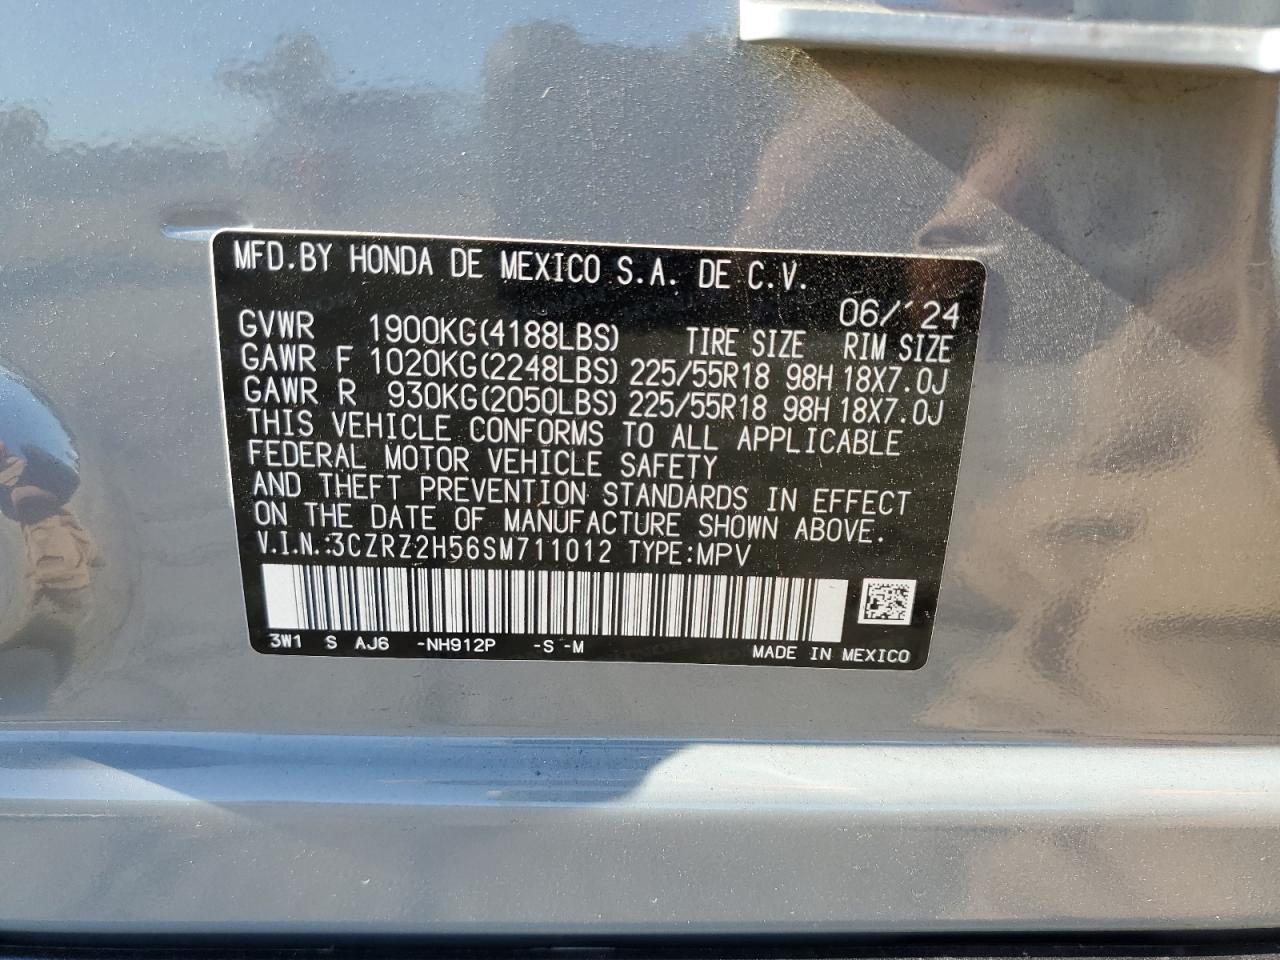 MFD.BY HONDA DE MEXICO S.A. DE C.V.
06/ '24
GVWR 1900KG(4188LBS) TIRE SIZE RIM SIZE
GAWR F 1020KG(2248LBS) 225/55R18 98H 18X7.0J
GAWR R 930KG(2050LBS) 225/55R18 98H 18X7.0J
THIS VEHICLE CONFORMS TO ALL APPLICABLE
FEDERAL MOTOR VEHICLE SAFETY
AND THEFT PREVENTION STANDARDS IN EFFECT
ON THE DATE OF MANUFACTURE SHOWN ABOVE.
V.I.N.:3CZRZ2H56SM711012 TYPE:MPV
3W1 S AJ6 -NH912P -S -M MADE IN MEXICO